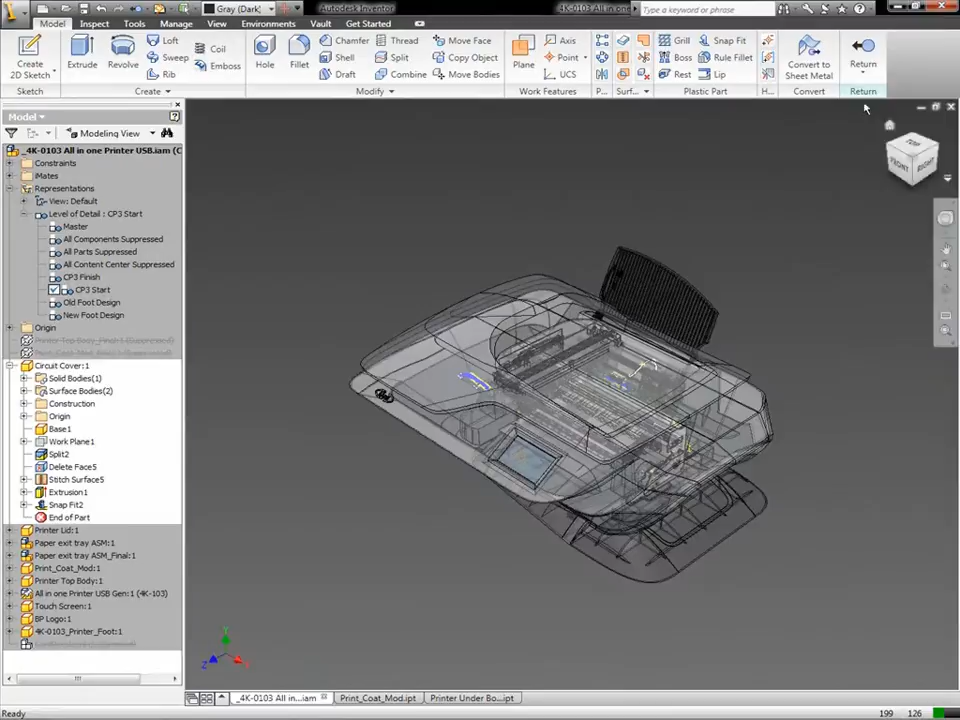 Gray (Dark)
Autodesk Inventor
4K-0103 All in one
Type a keyword or phrase
Model
Inspect
Tools
Manage
View
Environments
Vault
Get Started
Create
2D Sketch
Extrude
Revolve
Loft
Sweep
Rib
Coil
Emboss
Hole
Fillet
Chamfer
Shell
Draft
Thread
Split
Combine
Move Face
Copy Object
Move Bodies
Plane
Axis
Point
UCS
Grill
Boss
Rest
Snap Fit
Rule Fillet
Lip
Convert to
Sheet Metal
Return
Sketch
Create
Modify
Work Features
P...
Surf...
Plastic Part
H...
Convert
Return
Model
Modeling View
_4K-0103 All in one Printer USB.iam (C
Constraints
iMates
Representations
View: Default
Level of Detail : CP3 Start
Master
All Components Suppressed
All Parts Suppressed
All Content Center Suppressed
CP3 Finish
CP3 Start
Old Foot Design
New Foot Design
Origin
Circuit Cover:1
Solid Bodies(1)
Surface Bodies(2)
Construction
Origin
Base1
Work Plane1
Split2
Delete Face5
Stitch Surface5
Extrusion1
Snap Fit2
End of Part
Printer Lid:1
Paper exit tray ASM:1
Paper exit tray ASM_Final:1
Print_Coat_Mod:1
Printer Top Body:1
All in one Printer USB Gen:1 (4K-103)
Touch Screen:1
BP Logo:1
4K-0103_Printer_Foot:1
TOP
FRONT
RIGHT
Y
Z
X
_4K-0103 All in...iam
Print_Coat_Mod.ipt
Printer Under Bo...ipt
Ready
199
126